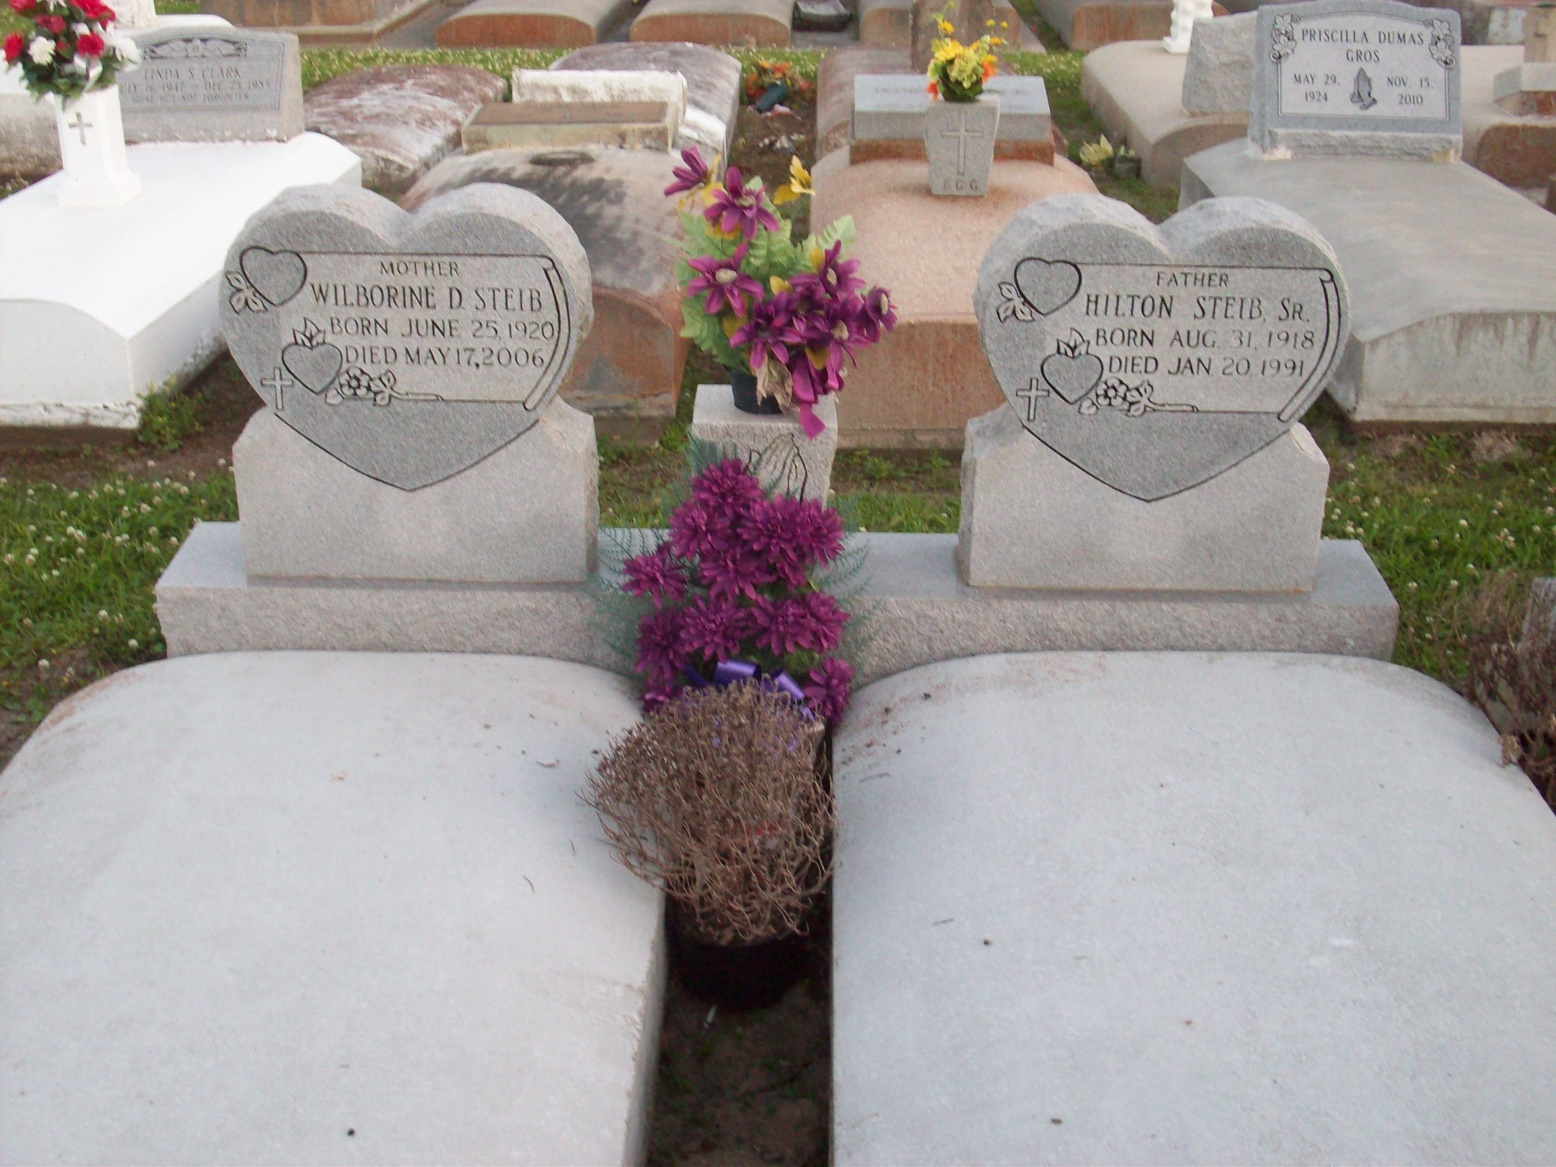 LINDA S. CLARK
PRISCILLA DUMAS
GROS
MAY 29,
1924
NOV 15,
2010
F.G.G.
MOTHER
WILBORINE D. STEIB
BORN JUNE 25, 1920
DIED MAY 17, 2006
FATHER
HILTON STEIB, SR.
BORN AUG. 31, 1918
DIED JAN. 20, 1991